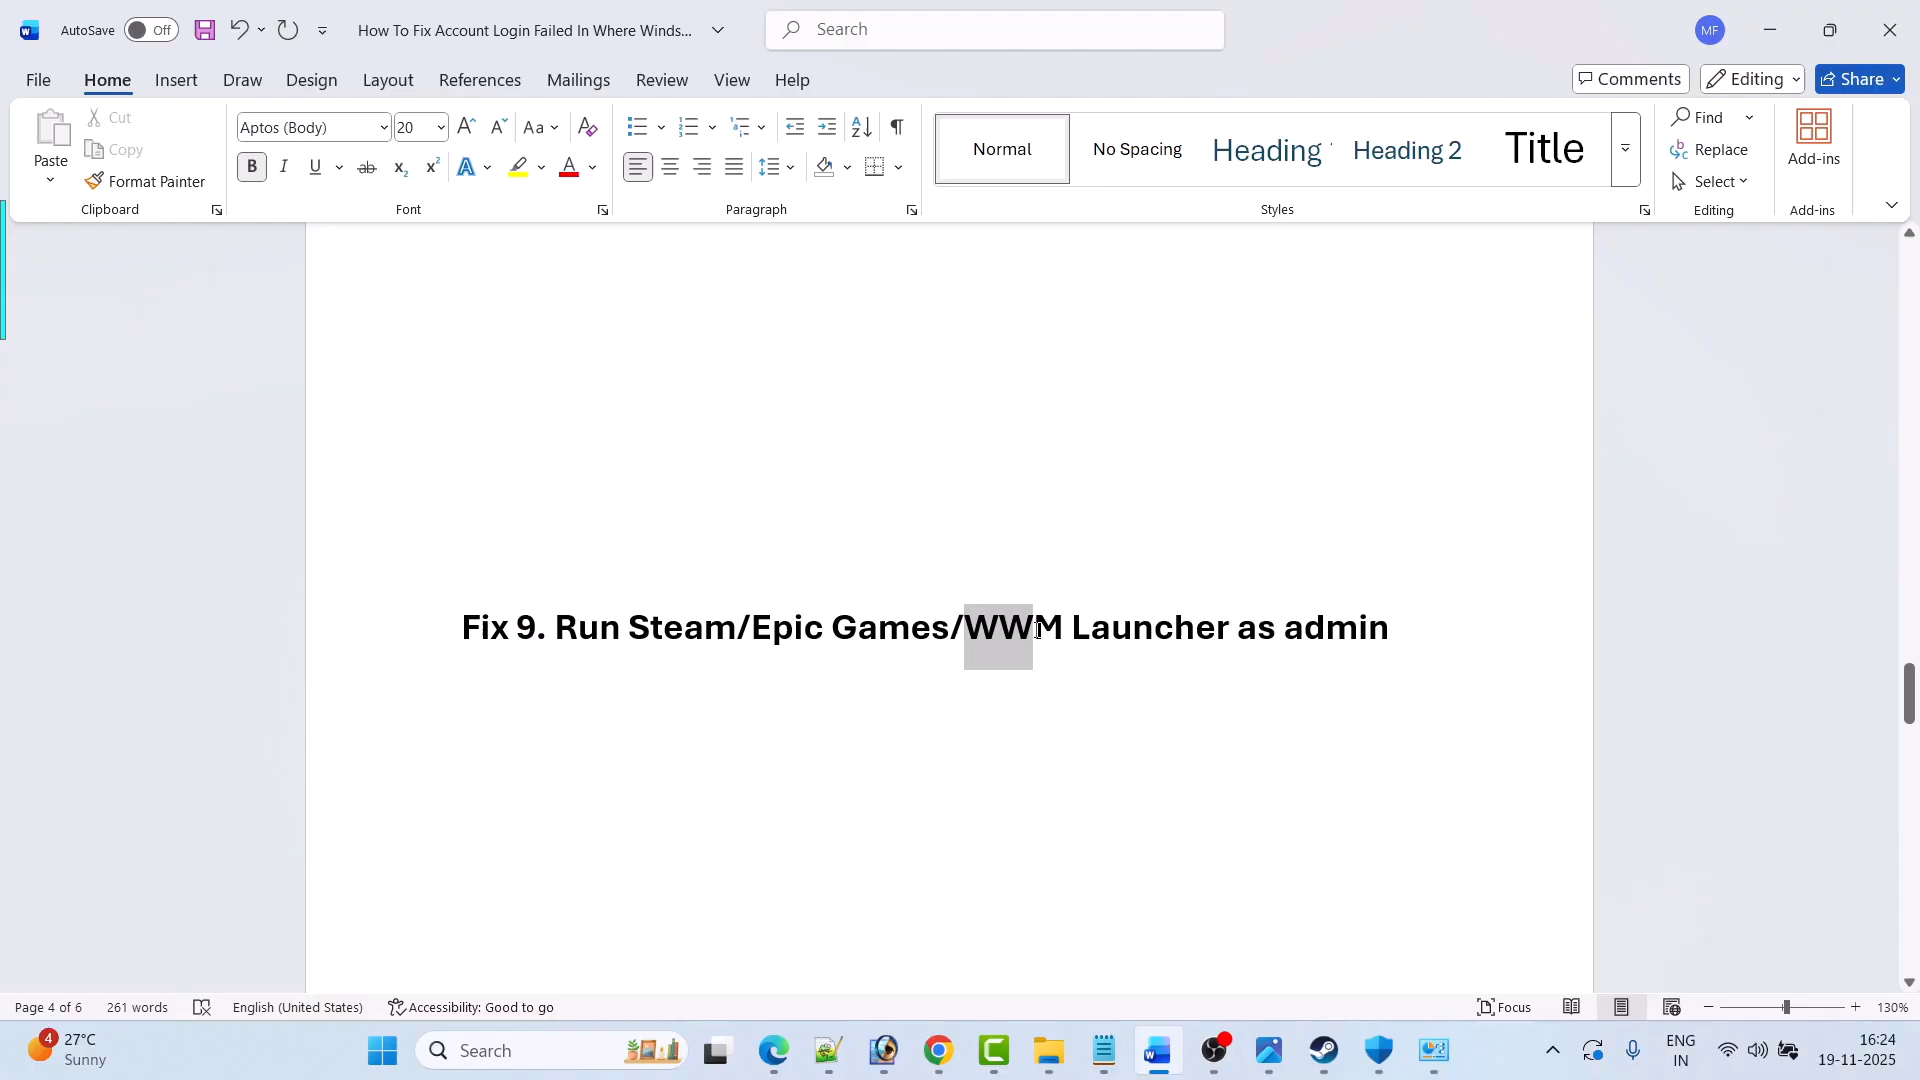 AutoSave Off How To Fix Account Login Failed In Where Winds... Search MF
File Home Insert Draw Design Layout References Mailings Review View Help Comments Editing Share
Paste Cut Copy Format Painter
Aptos (Body) 20
Normal No Spacing Heading Heading 2 Title
Find Replace Select
Add-ins
Clipboard Font Paragraph Styles Editing Add-ins
Fix 9. Run Steam/Epic Games/WWM Launcher as admin
Page 4 of 6 261 words English (United States) Accessibility: Good to go Focus 130%
4 27°C Sunny
Search
ENG IN
16:24
19-11-2025